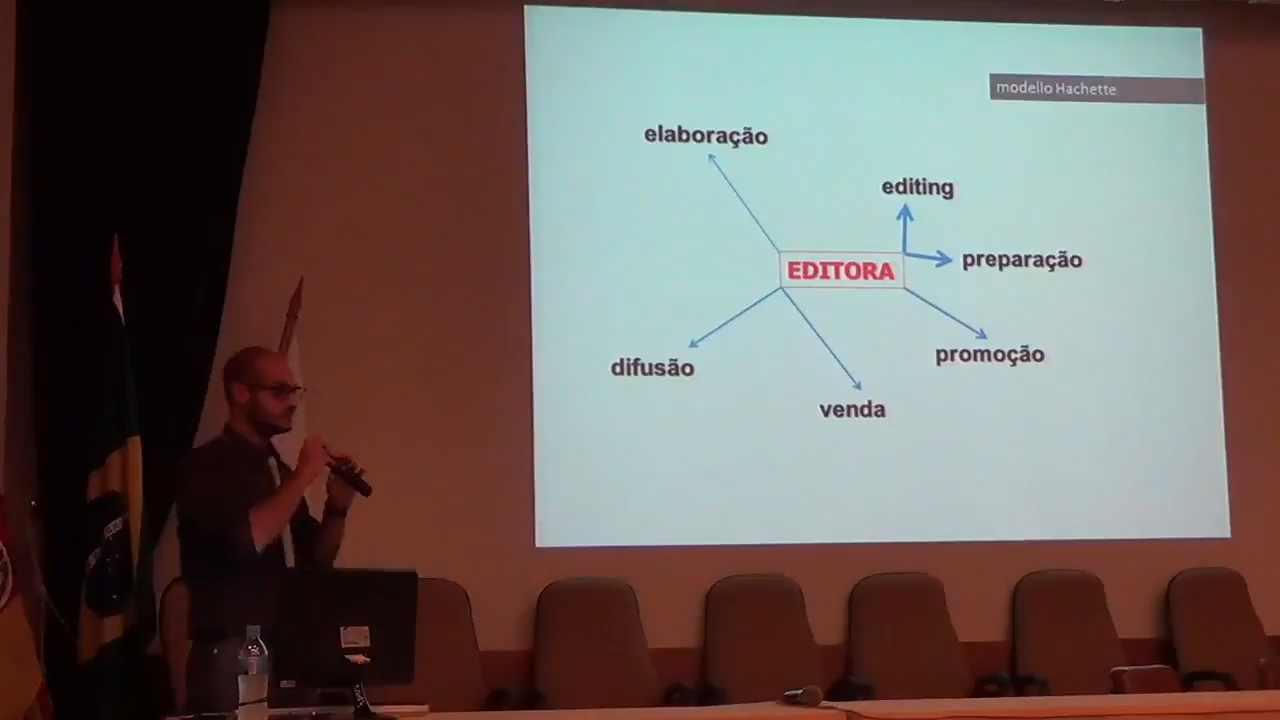 modello Hachette
elaboração
editing
preparação
EDITORA
promoção
difusão
venda